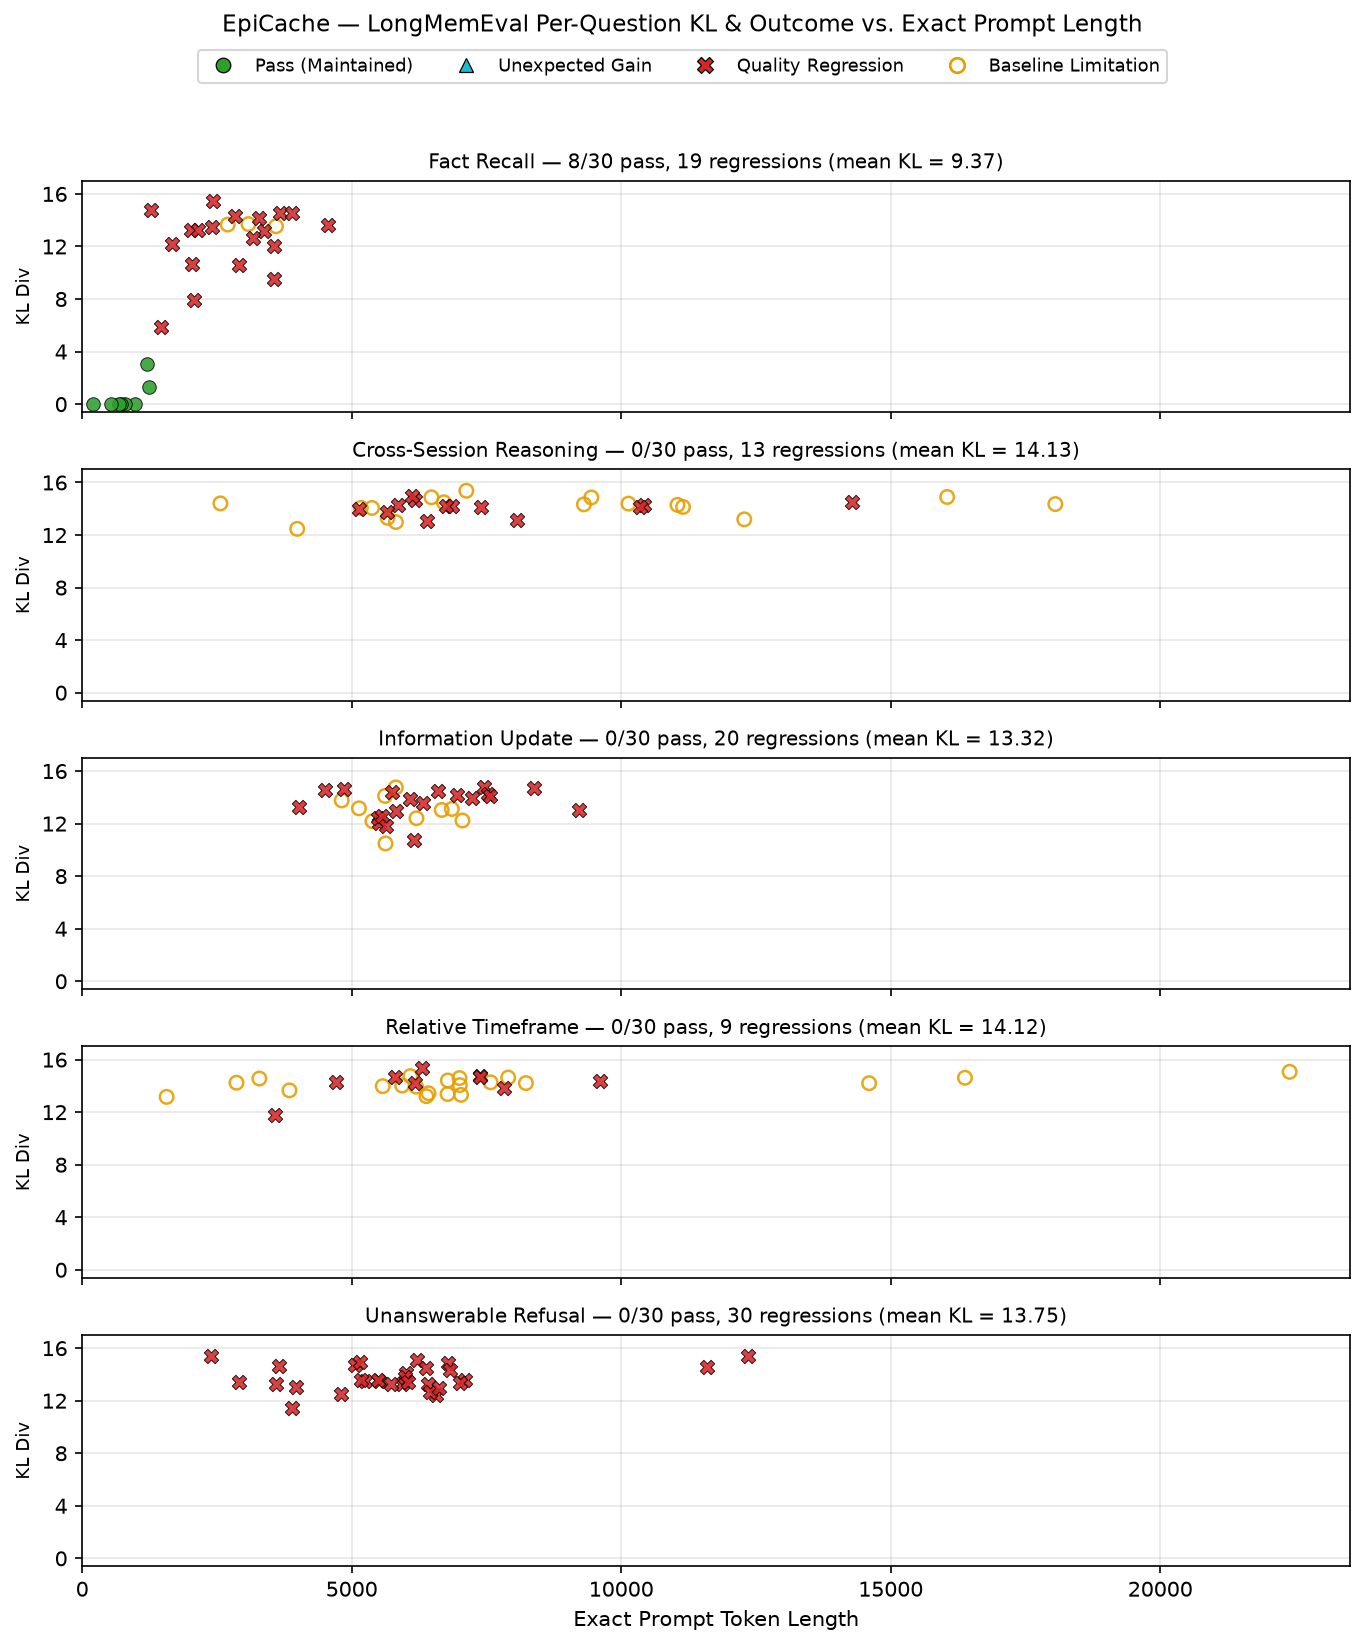 EpiCache — LongMemEval Per-Question KL & Outcome vs. Exact Prompt Length
Pass (Maintained) Unexpected Gain Quality Regression Baseline Limitation
Fact Recall — 8/30 pass, 19 regressions (mean KL = 9.37)
16
12
8
4
0
KL Div
Cross-Session Reasoning — 0/30 pass, 13 regressions (mean KL = 14.13)
16
12
8
4
0
KL Div
Information Update — 0/30 pass, 20 regressions (mean KL = 13.32)
16
12
8
4
0
KL Div
Relative Timeframe — 0/30 pass, 9 regressions (mean KL = 14.12)
16
12
8
4
0
KL Div
Unanswerable Refusal — 0/30 pass, 30 regressions (mean KL = 13.75)
16
12
8
4
0
KL Div
0 5000 10000 15000 20000
Exact Prompt Token Length